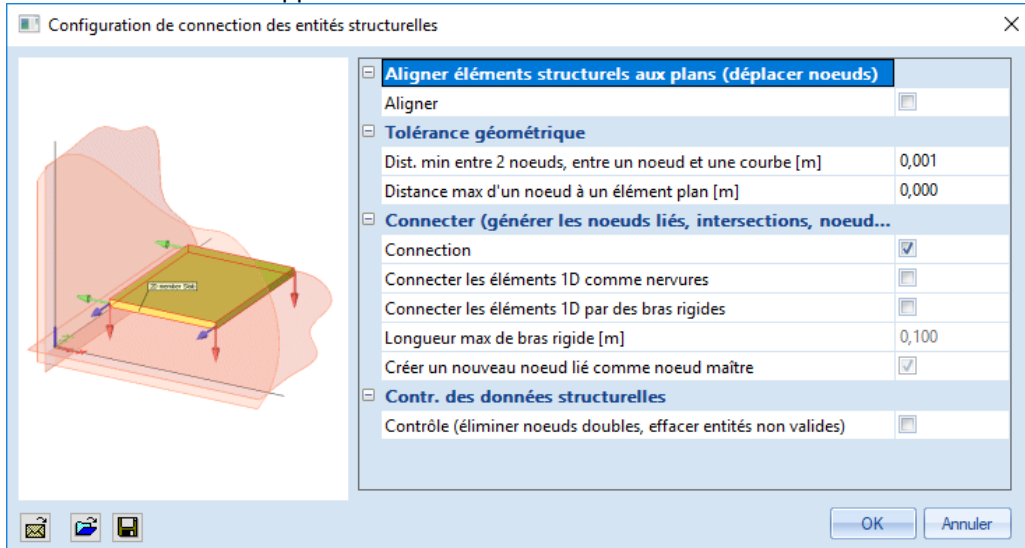 Configuration de connection des entités structurelles
Aligner éléments structurels aux plans (déplacer noeuds)
Aligner
Tolérance géométrique
Dist. min entre 2 noeuds, entre un noeud et une courbe [m] 0,001
Distance max d'un noeud à un élément plan [m] 0,000
Connecter (générer les noeuds liés, intersections, noeud...
Connection
Connecter les éléments 1D comme nervures
Connecter les éléments 1D par des bras rigides
Longueur max de bras rigide [m] 0,100
Créer un nouveau noeud lié comme noeud maître
Contr. des données structurelles
Contrôle (éliminer noeuds doubles, effacer entités non valides)
2D member Slab
OK Annuler